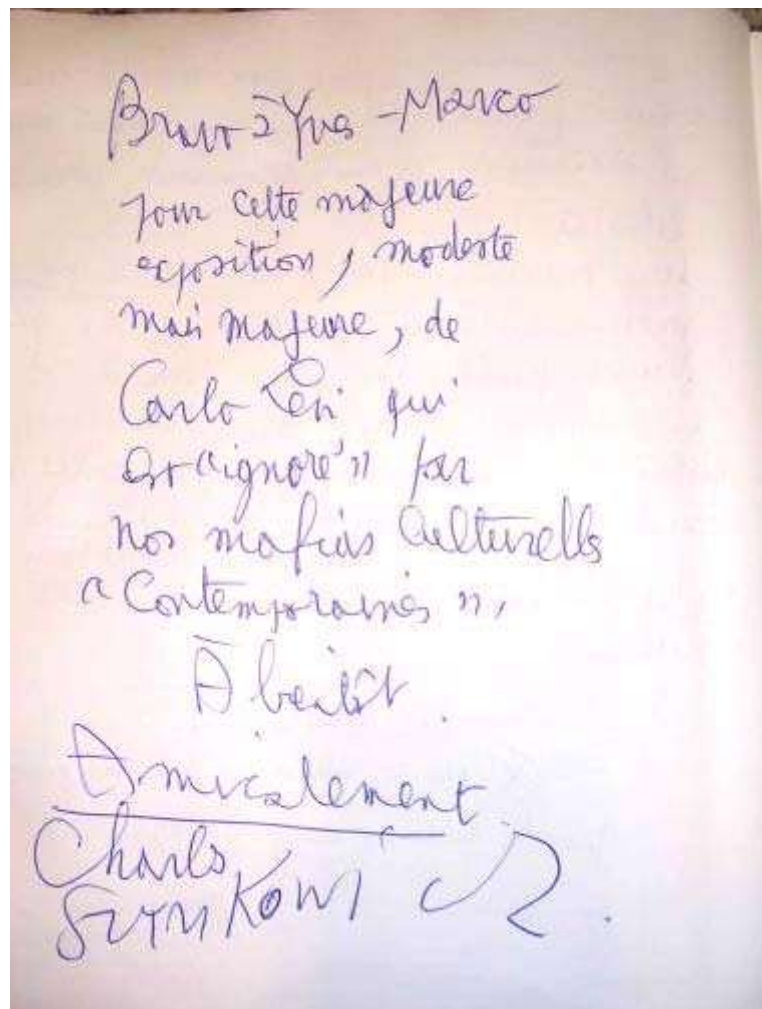 Bravo à Yves-Marco
pour cette majeure
exposition, modeste
mais majeure, de
Carlo Levi qui
est "ignoré" par
nos mafias culturelles
"Contemporaines",
À bientôt.
Amicalement
Charles
SZYMKOWICZ.